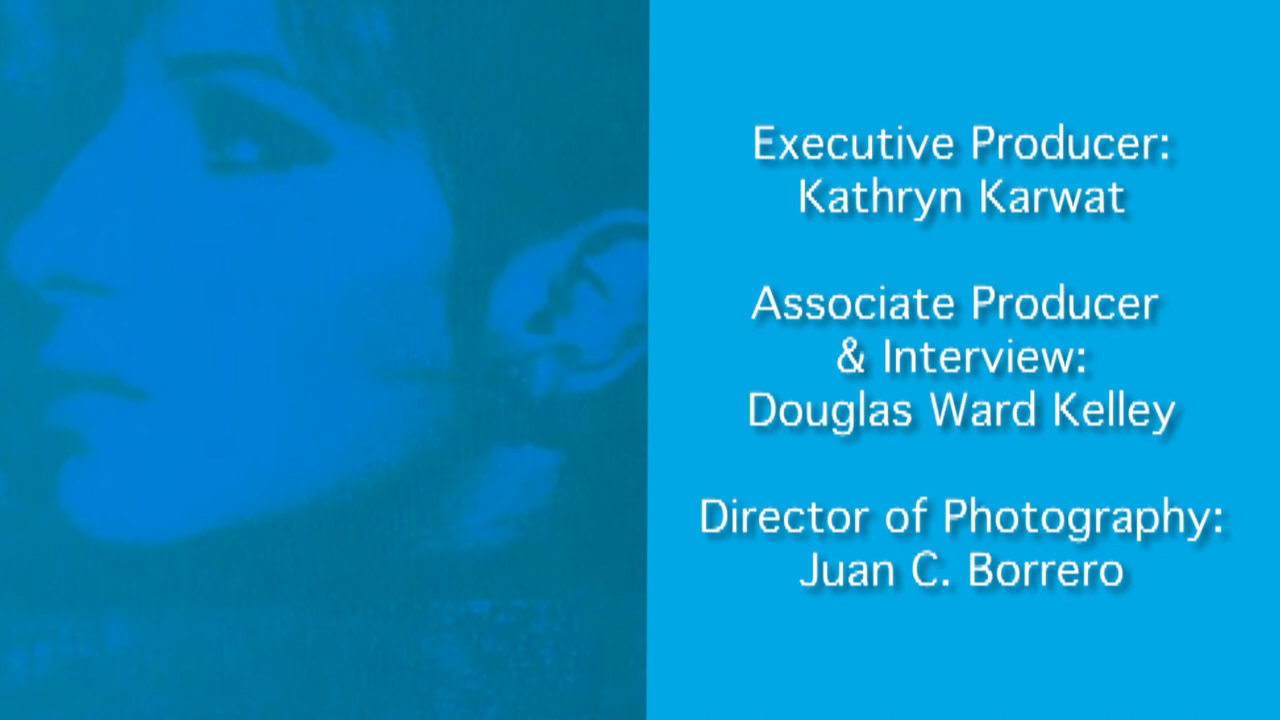 Executive Producer:
Kathryn Karwat
Associate Producer
& Interview:
Douglas Ward Kelley
Director of Photography:
Juan C. Borrero